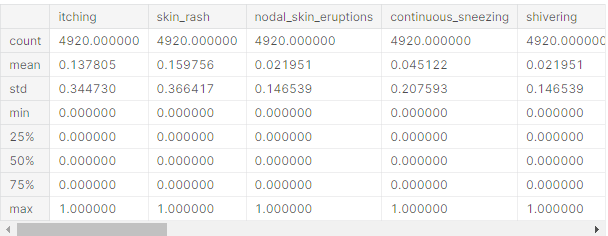 itching skin_rash nodal_skin_eruptions continuous_sneezing shivering
count 4920.000000 4920.000000 4920.000000 4920.000000 4920.000000
mean 0.137805 0.159756 0.021951 0.045122 0.021951
std 0.344730 0.366417 0.146539 0.207593 0.146539
min 0.000000 0.000000 0.000000 0.000000 0.000000
25% 0.000000 0.000000 0.000000 0.000000 0.000000
50% 0.000000 0.000000 0.000000 0.000000 0.000000
75% 0.000000 0.000000 0.000000 0.000000 0.000000
max 1.000000 1.000000 1.000000 1.000000 1.000000